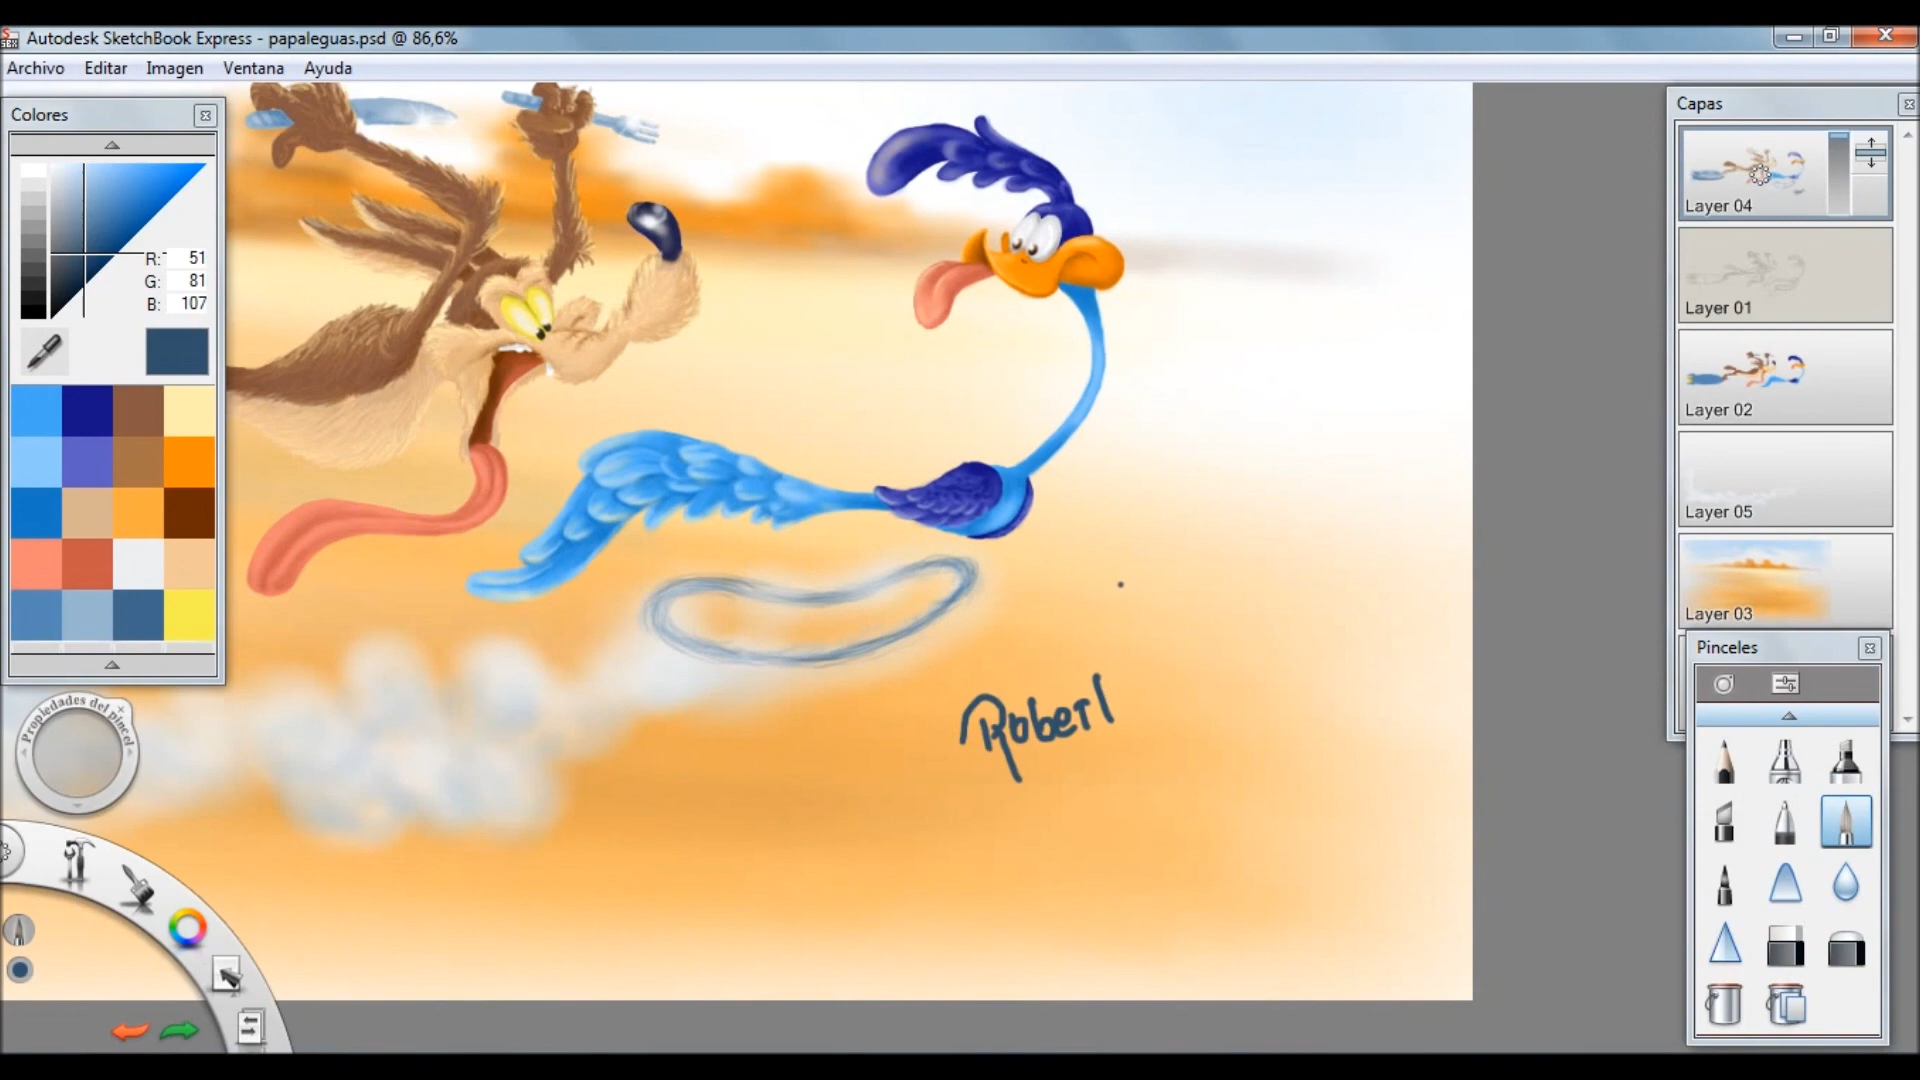 Autodesk SketchBook Express - papaleguas.psd @ 86,6%
Archivo Editar Imagen Ventana Ayuda
Colores
R: 51
G: 81
B: 107
Propiedades del pincel
Roberl
Capas
Layer 04
Layer 01
Layer 02
Layer 05
Layer 03
Pinceles